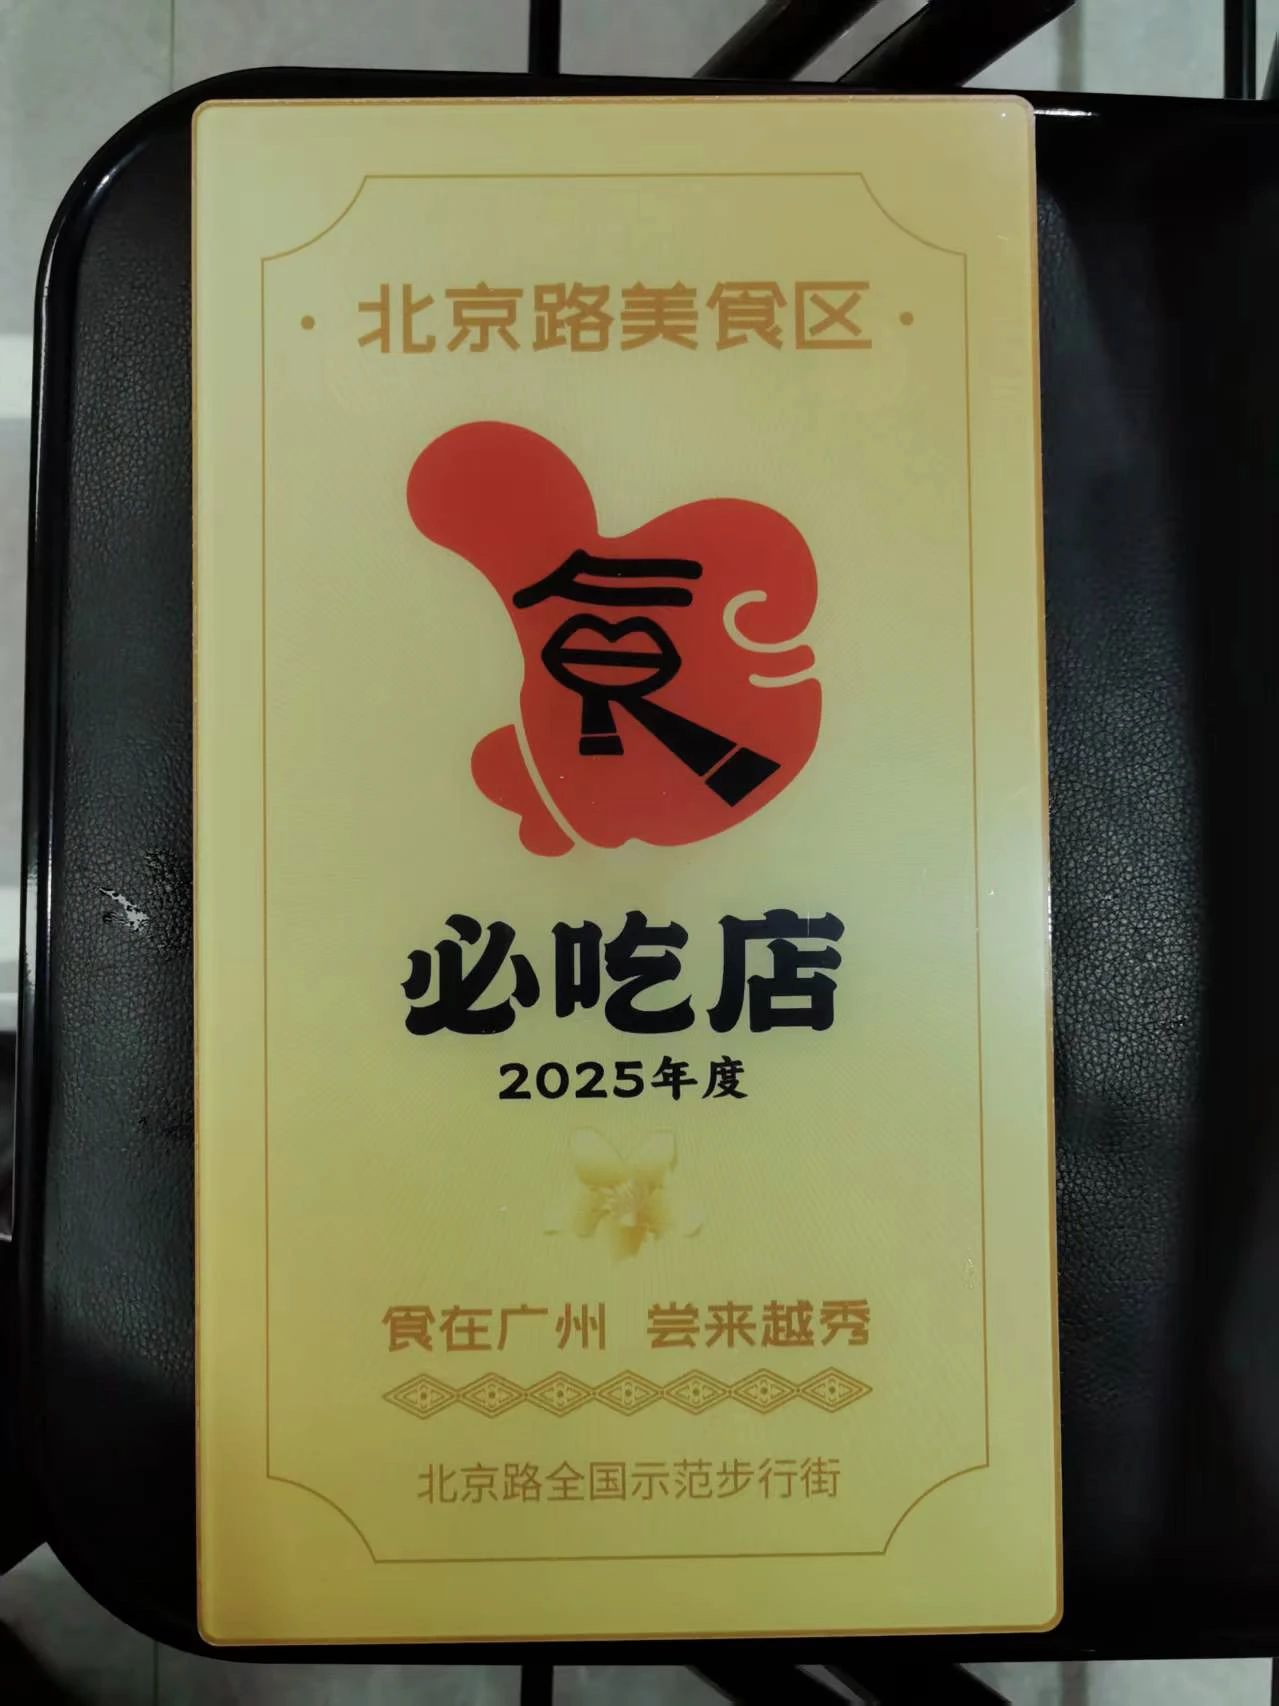 ·北京路美食区·
食
必吃店
2025年度
食在广州 尝来越秀
北京路全国示范步行街